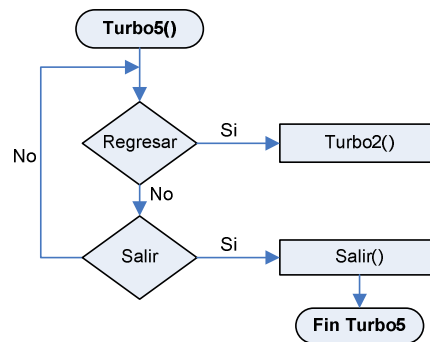 Turbo5()
Regresar
Si
Turbo2()
No
No
Salir
Si
Salir()
Fin Turbo5